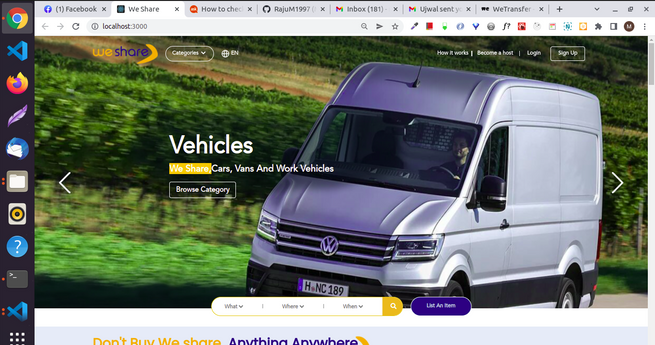 (1) Facebook
We Share
How to check
RajuM1997 (
Inbox (181)
Ujwal sent y
WeTransfer
localhost:3000
M
we share
Categories
EN
How it works | Become a host | Login
Sign Up
Vehicles
We Share,Cars, Vans And Work Vehicles
Browse Category
H·NC 189
What | Where | When
List An Item
Don't Buy We share Anything Anywhere